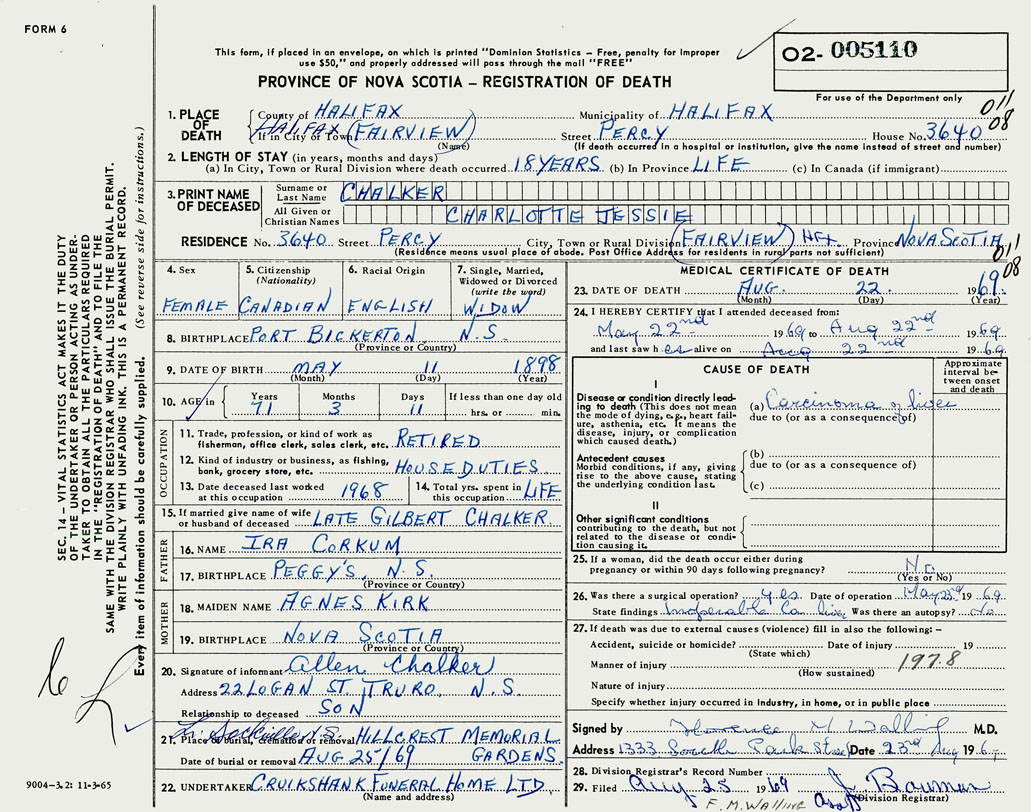 FORM 6
This form, if placed in an envelope, on which is printed "Dominion Statistics – Free, penalty for improper
use $50," and properly addressed will pass through the mail "FREE"
PROVINCE OF NOVA SCOTIA – REGISTRATION OF DEATH
02- 005110
For use of the Department only
011
08
1. PLACE OF DEATH
County of HALIFAX Municipality of HALIFAX
If in City or Town HALIFAX (FAIRVIEW) Street PERCY House No. 3640
(Name) (If death occurred in a hospital or institution, give the name instead of street and number)
2. LENGTH OF STAY (in years, months and days)
(a) In City, Town or Rural Division where death occurred 18 YEARS (b) In Province LIFE (c) In Canada (if immigrant)
3. PRINT NAME OF DECEASED
Surname or Last Name CHALKER
All Given or Christian Names CHARLOTTE JESSIE
RESIDENCE No. 3640 Street PERCY City, Town or Rural Division (FAIRVIEW) HFX Province NOVA SCOTIA
(Residence means usual place of abode. Post Office Address for residents in rural parts not sufficient)
011
08
4. Sex FEMALE
5. Citizenship (Nationality) CANADIAN
6. Racial Origin ENGLISH
7. Single, Married, Widowed or Divorced (write the word) WIDOW
8. BIRTHPLACE PORT BICKERTON N.S.
(Province or Country)
9. DATE OF BIRTH MAY 11 1898
(Month) (Day) (Year)
10. AGE in Years 71 Months 3 Days 11 If less than one day old hrs. or min.
OCCUPATION
11. Trade, profession, or kind of work as fisherman, office clerk, sales clerk, etc. RETIRED
12. Kind of industry or business, as fishing, bank, grocery store, etc. HOUSE DUTIES
13. Date deceased last worked at this occupation 1968
14. Total yrs. spent in this occupation LIFE
15. If married give name of wife or husband of deceased LATE GILBERT CHALKER
FATHER
16. NAME IRA CORKUM
17. BIRTHPLACE PEGGY'S, N.S.
(Province or Country)
MOTHER
18. MAIDEN NAME AGNES KIRK
19. BIRTHPLACE NOVA SCOTIA
(Province or Country)
20. Signature of informant Allen Chalker
Address 22 LOGAN ST. TRURO, N.S.
Relationship to deceased SON
L. Sackville N.S.
21. Place of burial, cremation or removal HILLCREST MEMORIAL
Date of burial or removal AUG 25/69 GARDENS.
22. UNDERTAKER CRUIKSHANK FUNERAL HOME LTD.
(Name and address)
MEDICAL CERTIFICATE OF DEATH
23. DATE OF DEATH AUG. 22 1969.
(Month) (Day) (Year)
24. I HEREBY CERTIFY that I attended deceased from:
May 22nd 1969 to Aug 22nd 1969
and last saw her alive on Aug 22nd 1969.
CAUSE OF DEATH
Approximate interval between onset and death
I
Disease or condition directly leading to death (This does not mean the mode of dying, e.g., heart failure, asthenia, etc. It means the disease, injury, or complication which caused death.)
(a) Carcinoma of liver
due to (or as a consequence of)
Antecedent causes
Morbid conditions, if any, giving rise to the above cause, stating the underlying condition last.
(b)
due to (or as a consequence of)
(c)
II
Other significant conditions
contributing to the death, but not related to the disease or condition causing it.
25. If a woman, did the death occur either during pregnancy or within 90 days following pregnancy? No
(Yes or No)
26. Was there a surgical operation? yes Date of operation May 23rd 1969.
State findings Inoperable Ca liver Was there an autopsy? No
27. If death was due to external causes (violence) fill in also the following: –
Accident, suicide or homicide? Date of injury 19
(State which)
Manner of injury 197.8
(How sustained)
Nature of injury
Specify whether injury occurred in Industry, in home, or in public place
Signed by Florence M Walling M.D.
Address 1333 South Park Street Date 23rd Aug 196
28. Division Registrar's Record Number
29. Filed Aug 25 1969 J. Bauman
(Division Registrar)
F. M. WALLING
SEC. 14 – VITAL STATISTICS ACT MAKES IT THE DUTY
OF THE UNDERTAKER OR PERSON ACTING AS UNDER-
TAKER TO OBTAIN ALL THE PARTICULARS REQUIRED
IN THE "REGISTRATION OF DEATH" AND TO FILE THE
SAME WITH THE DIVISION REGISTRAR WHO SHALL ISSUE THE BURIAL PERMIT.
WRITE PLAINLY WITH UNFADING INK. THIS IS A PERMANENT RECORD.
Every item of information should be carefully supplied. (See reverse side for instructions.)
9004-3.2: 11-3-65